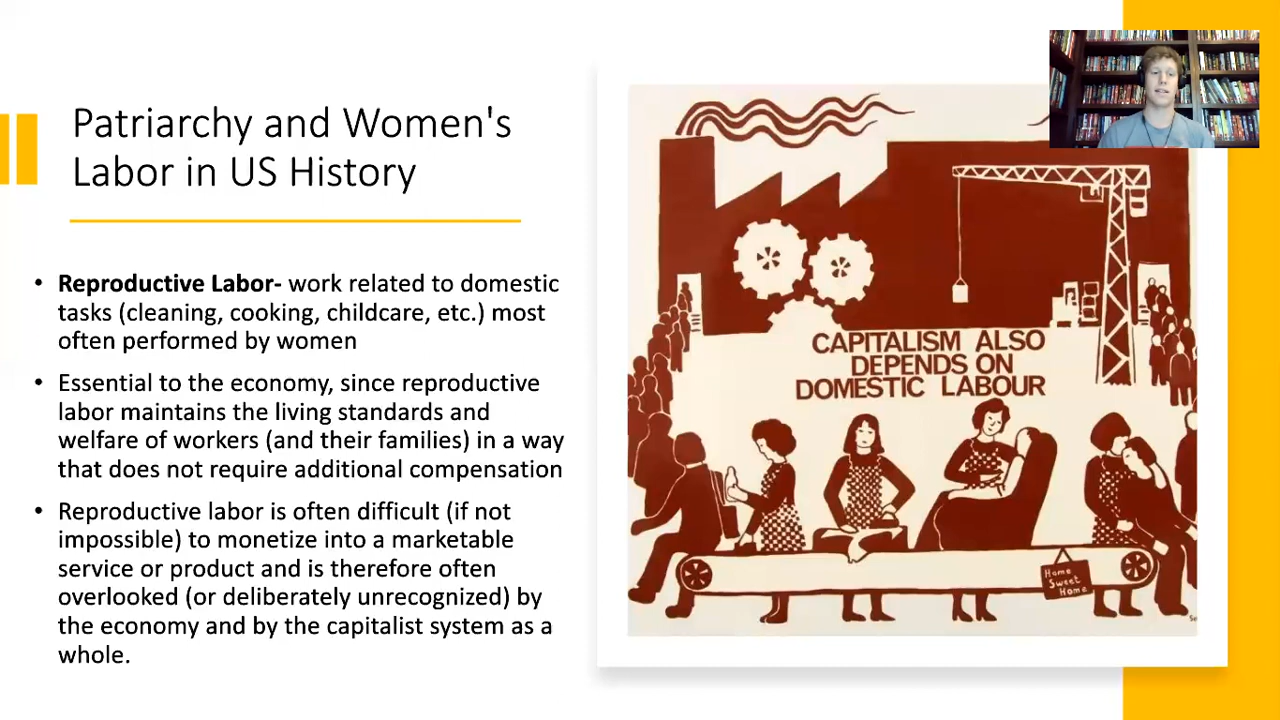 Patriarchy and Women's
Labor in US History
• Reproductive Labor- work related to domestic
tasks (cleaning, cooking, childcare, etc.) most
often performed by women
• Essential to the economy, since reproductive
labor maintains the living standards and
welfare of workers (and their families) in a way
that does not require additional compensation
• Reproductive labor is often difficult (if not
impossible) to monetize into a marketable
service or product and is therefore often
overlooked (or deliberately unrecognized) by
the economy and by the capitalist system as a
whole.
CAPITALISM ALSO
DEPENDS ON
DOMESTIC LABOUR
Home
Sweet
Home